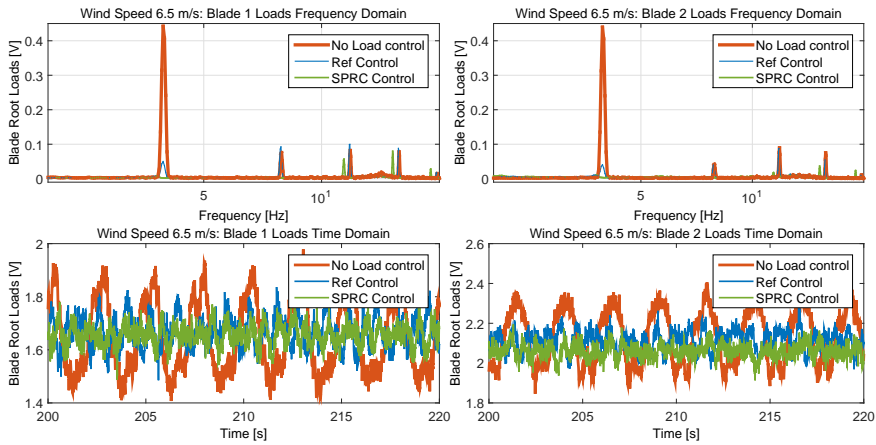 Wind Speed 6.5 m/s: Blade 1 Loads Frequency Domain
Blade Root Loads [V]
0.4
0.3
0.2
0.1
0
No Load control
Ref Control
SPRC Control
5
10¹
Frequency [Hz]
Wind Speed 6.5 m/s: Blade 2 Loads Frequency Domain
Blade Root Loads [V]
0.4
0.3
0.2
0.1
0
No Load control
Ref Control
SPRC Control
5
10¹
Frequency [Hz]
Wind Speed 6.5 m/s: Blade 1 Loads Time Domain
Blade Root Loads [V]
2
1.8
1.6
1.4
No Load control
Ref Control
SPRC Control
200 205 210 215 220
Time [s]
Wind Speed 6.5 m/s: Blade 2 Loads Time Domain
Blade Root Loads [V]
2.6
2.4
2.2
2
1.8
No Load control
Ref Control
SPRC Control
200 205 210 215 220
Time [s]